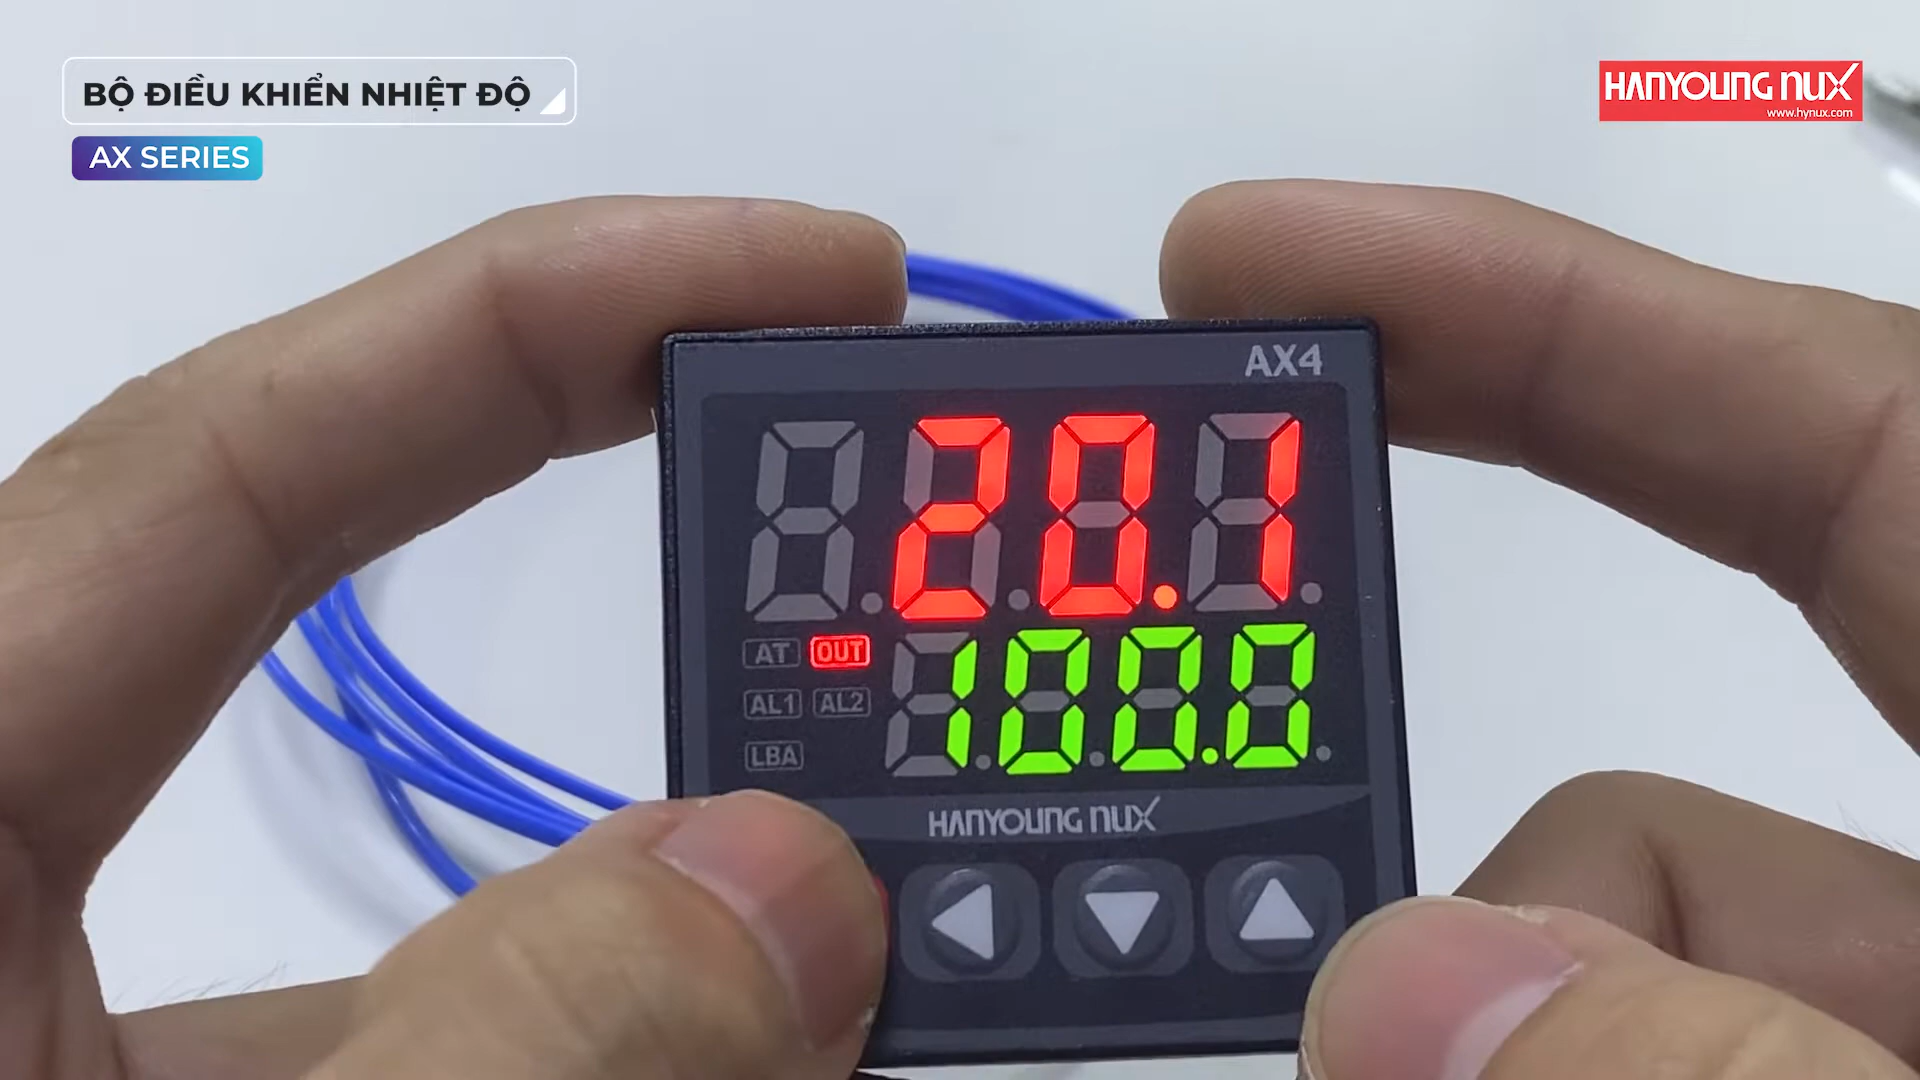 BỘ ĐIỀU KHIỂN NHIỆT ĐỘ
AX SERIES
HANYOUNG NUX
www.hynux.com
AX4
20.1
AT OUT
100.0
AL1 AL2
LBA
HANYOUNG NUX